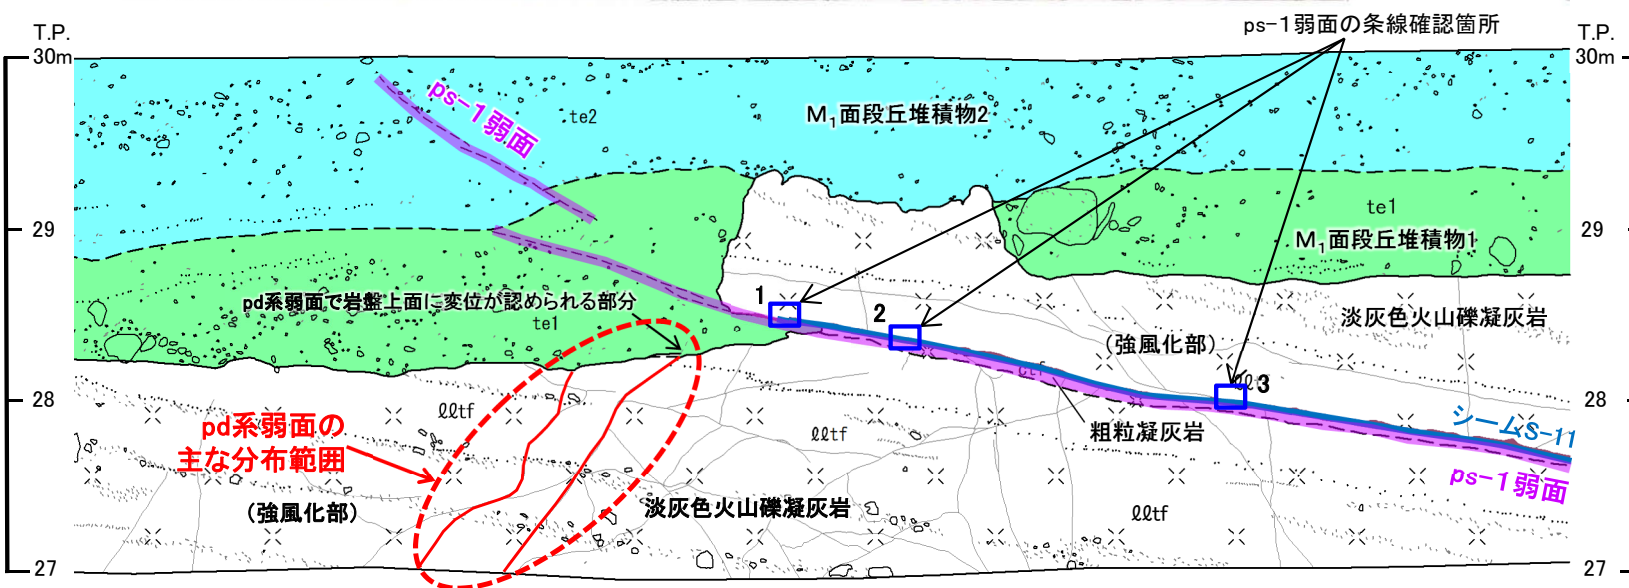 ps-1弱面の条線確認箇所
T.P.
T.P.
30m
30m
ps-1弱面
te2
M1面段丘堆積物2
te1
29
29
M1面段丘堆積物1
pd系弱面で岩盤上面に変位が認められる部分
te1
1
2
淡灰色火山礫凝灰岩
(強風化部)
ctf
ℓℓtf
3
28
28
ℓℓtf
pd系弱面の
主な分布範囲
ℓℓtf
粗粒凝灰岩
シームS-11
ps-1弱面
(強風化部)
淡灰色火山礫凝灰岩
ℓℓtf
27
27